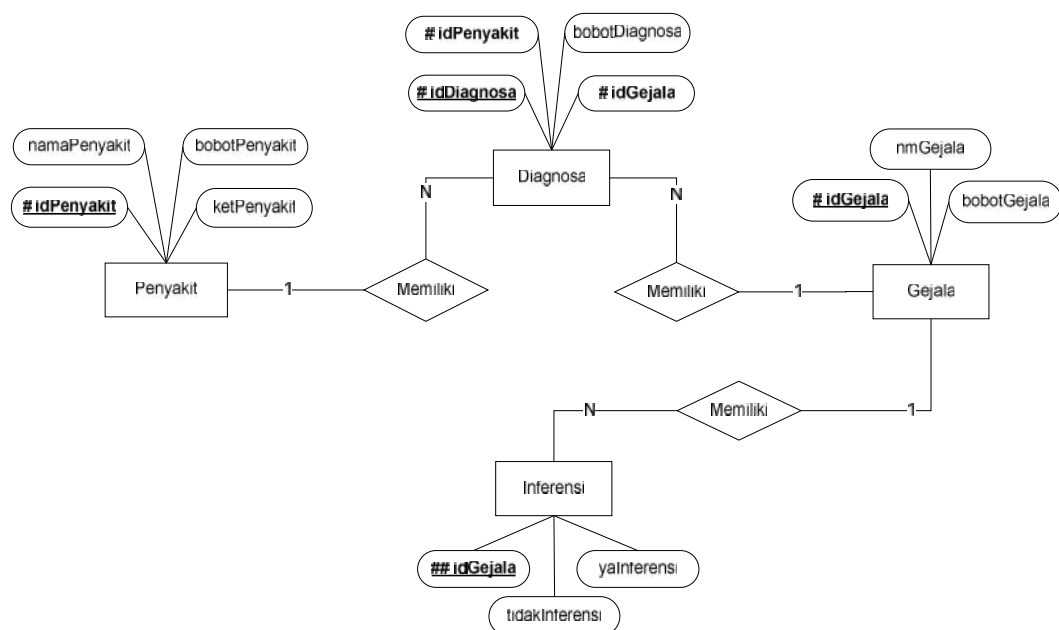 # idPenyakit
bobotDiagnosa
# idDiagnosa
# idGejala
namaPenyakit
bobotPenyakit
Diagnosa
nmGejala
# idPenyakit
ketPenyakit
N
N
# idGejala
bobotGejala
Penyakit
1
Memiliki
Memiliki
1
Gejala
N
Memiliki
1
Inferensi
## idGejala
yaInferensi
tidakInferensi